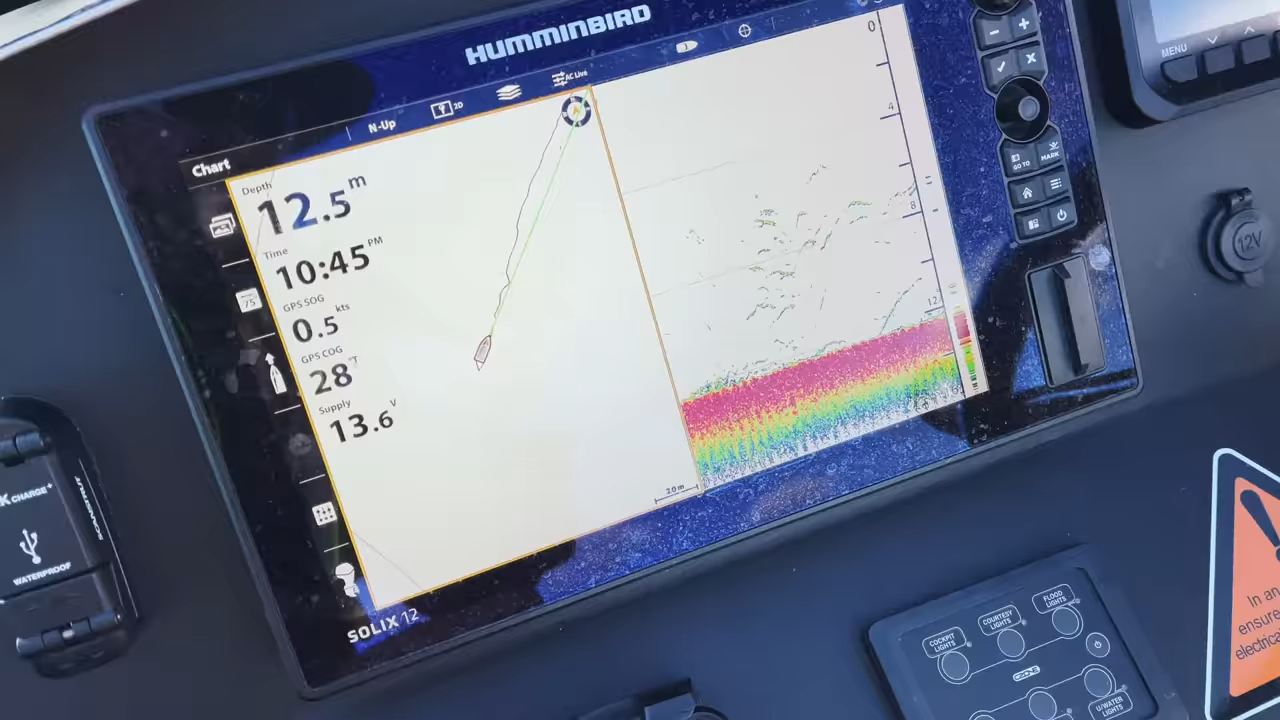 HUMMINBIRD
Chart
N-Up
2D
AC Live
Depth
12.5 m
Time
10:45 PM
GPS SOG
0.5 kts
GPS COG
28°T
Supply
13.6 V
75°
20 m
0
4
8
12
SOLIX 12
GO TO
MARK
MENU
12V
K CHARGE+
SCANSTRUT
WATERPROOF
COCKPIT LIGHTS
COURTESY LIGHTS
FLOOD LIGHTS
U/WATER LIGHTS
In an
ensure
electrica